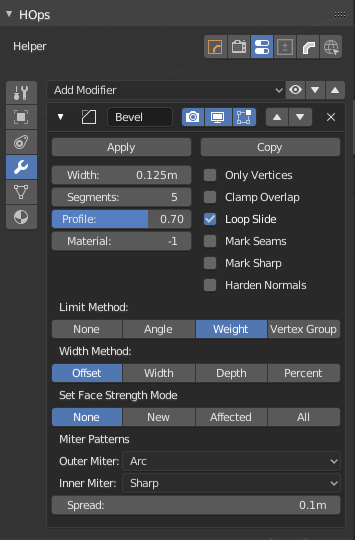 HOps
Helper
Add Modifier
Bevel
Apply Copy
Width: 0.125m Only Vertices
Segments: 5 Clamp Overlap
Profile: 0.70 Loop Slide
Material: -1 Mark Seams
Mark Sharp
Harden Normals
Limit Method:
None Angle Weight Vertex Group
Width Method:
Offset Width Depth Percent
Set Face Strength Mode
None New Affected All
Miter Patterns
Outer Miter: Arc
Inner Miter: Sharp
Spread: 0.1m